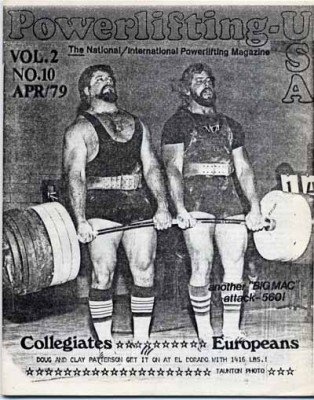 Powerlifting-USA
The National/International Powerlifting Magazine
VOL.2
NO.10
APR/79
another "BIG MAC"
attack-560!
Collegiates ☆☆☆☆☆☆☆ Europeans
DOUG AND CLAY PATTERSON GET IT ON AT EL DORADO WITH 1416 LBS.!
TAUNTON PHOTO